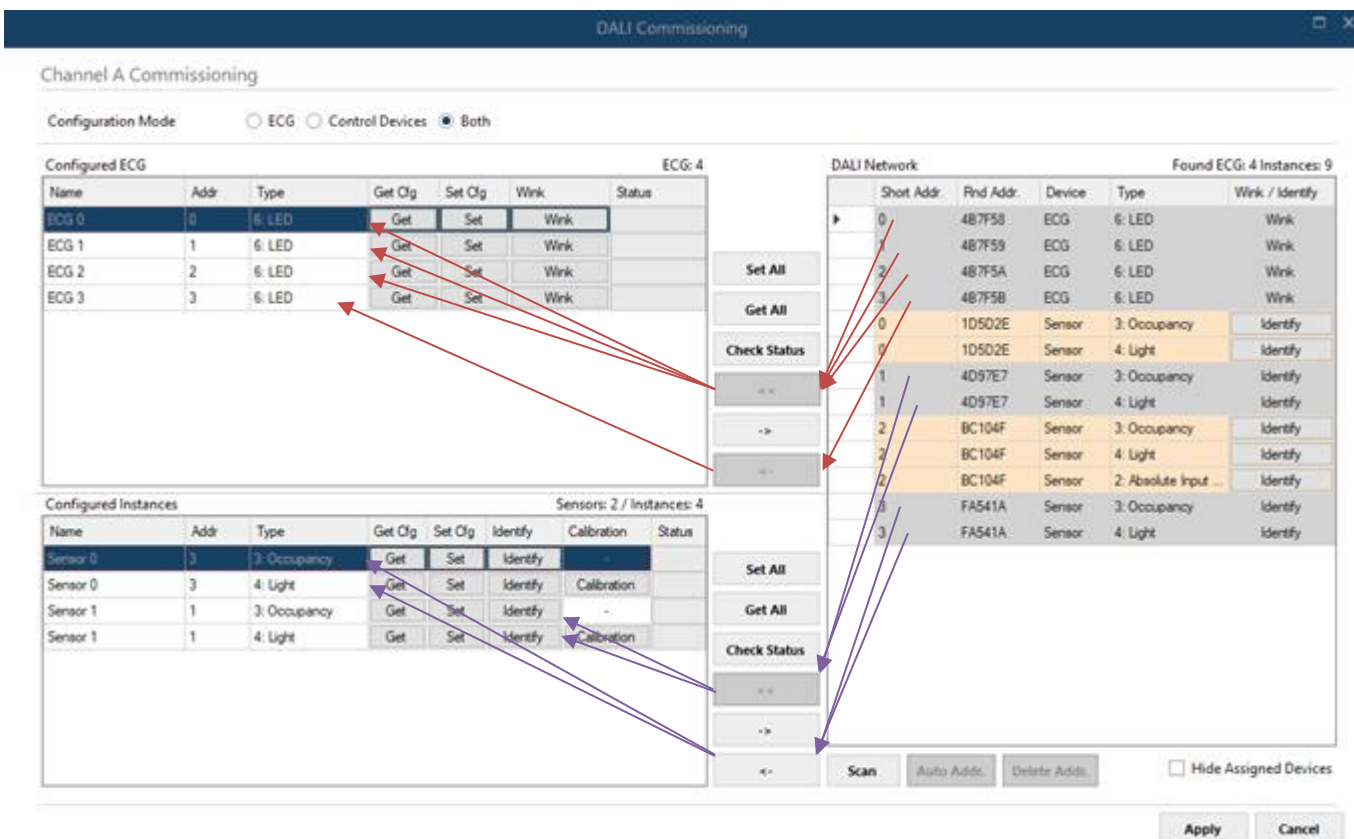 DALI Commissioning
Channel A Commissioning
Configuration Mode ECG Control Devices Both
Configured ECG ECG: 4
Name Addr Type Get Cfg Set Cfg Wink Status
ECG 0 0 6: LED Get Set Wink
ECG 1 1 6: LED Get Set Wink
ECG 2 2 6: LED Get Set Wink
ECG 3 3 6: LED Get Set Wink
Set All
Get All
Check Status
<<
->
<-
DALI Network Found ECG: 4 Instances: 9
Short Addr. Rnd Addr. Device Type Wink / Identify
0 4B7F58 ECG 6: LED Wink
1 4B7F59 ECG 6: LED Wink
2 4B7F5A ECG 6: LED Wink
3 4B7F5B ECG 6: LED Wink
0 1D5D2E Sensor 3: Occupancy Identify
0 1D5D2E Sensor 4: Light Identify
1 4D97E7 Sensor 3: Occupancy Identify
1 4D97E7 Sensor 4: Light Identify
2 BC104F Sensor 3: Occupancy Identify
2 BC104F Sensor 4: Light Identify
2 BC104F Sensor 2: Absolute Input ... Identify
3 FA541A Sensor 3: Occupancy Identify
3 FA541A Sensor 4: Light Identify
Configured Instances Sensors: 2 / Instances: 4
Name Addr Type Get Cfg Set Cfg Identify Calibration Status
Sensor 0 3 3: Occupancy Get Set Identify -
Sensor 0 3 4: Light Get Set Identify Calibration
Sensor 1 1 3: Occupancy Get Set Identify -
Sensor 1 1 4: Light Get Set Identify Calibration
Set All
Get All
Check Status
<<
->
<-
Scan Auto Addr. Delete Addr. Hide Assigned Devices
Apply Cancel